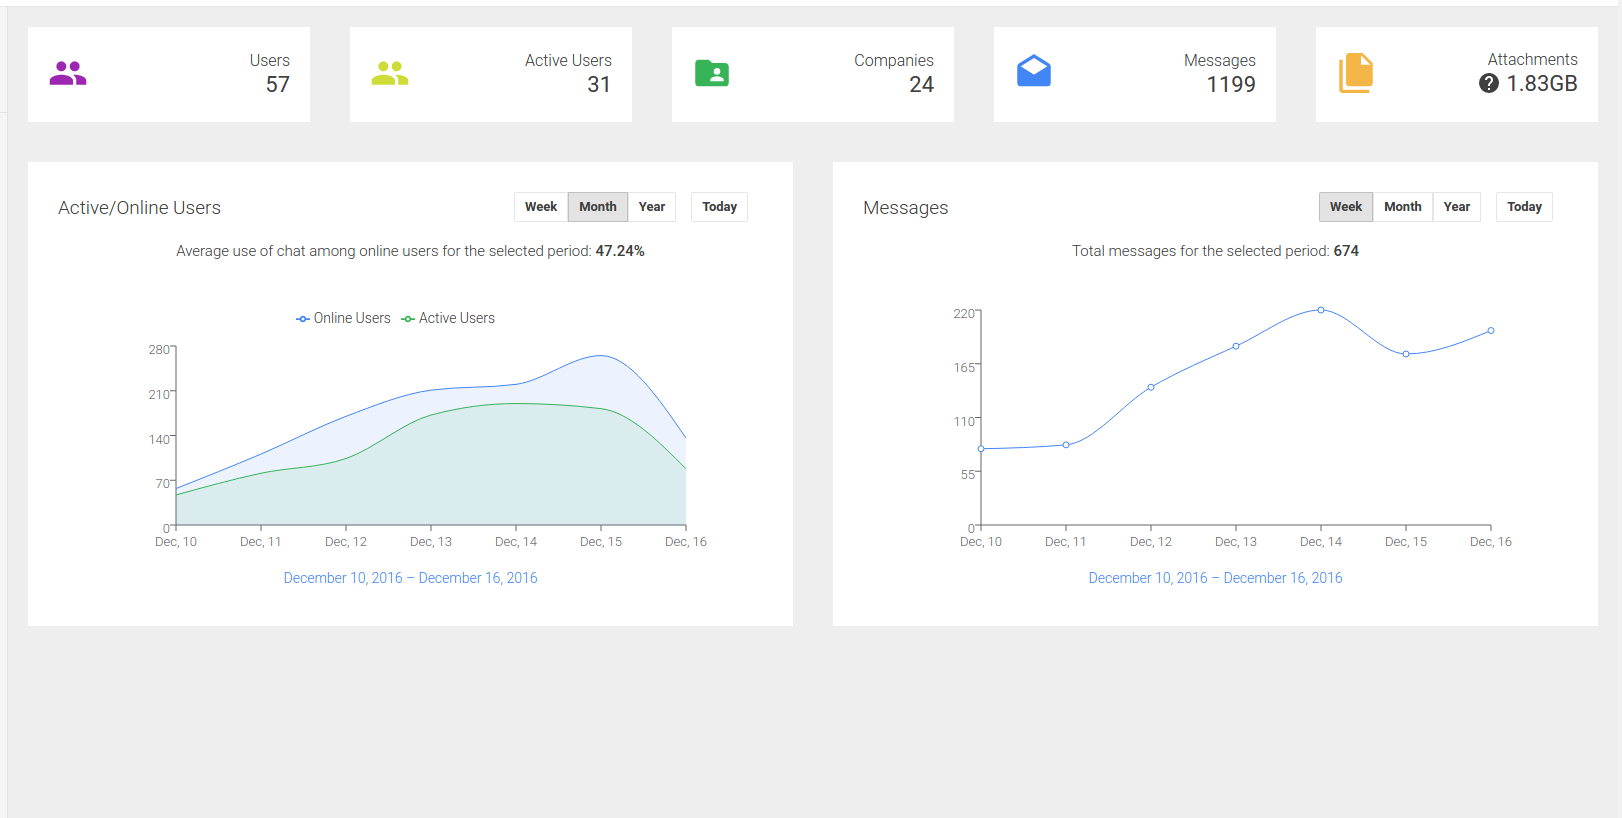 Users
57
Active Users
31
Companies
24
Messages
1199
Attachments
? 1.83GB
Active/Online Users
Week Month Year Today
Average use of chat among online users for the selected period: 47.24%
Online Users Active Users
280
210
140
70
0
Dec, 10 Dec, 11 Dec, 12 Dec, 13 Dec, 14 Dec, 15 Dec, 16
December 10, 2016 – December 16, 2016
Messages
Week Month Year Today
Total messages for the selected period: 674
220
165
110
55
0
Dec, 10 Dec, 11 Dec, 12 Dec, 13 Dec, 14 Dec, 15 Dec, 16
December 10, 2016 – December 16, 2016